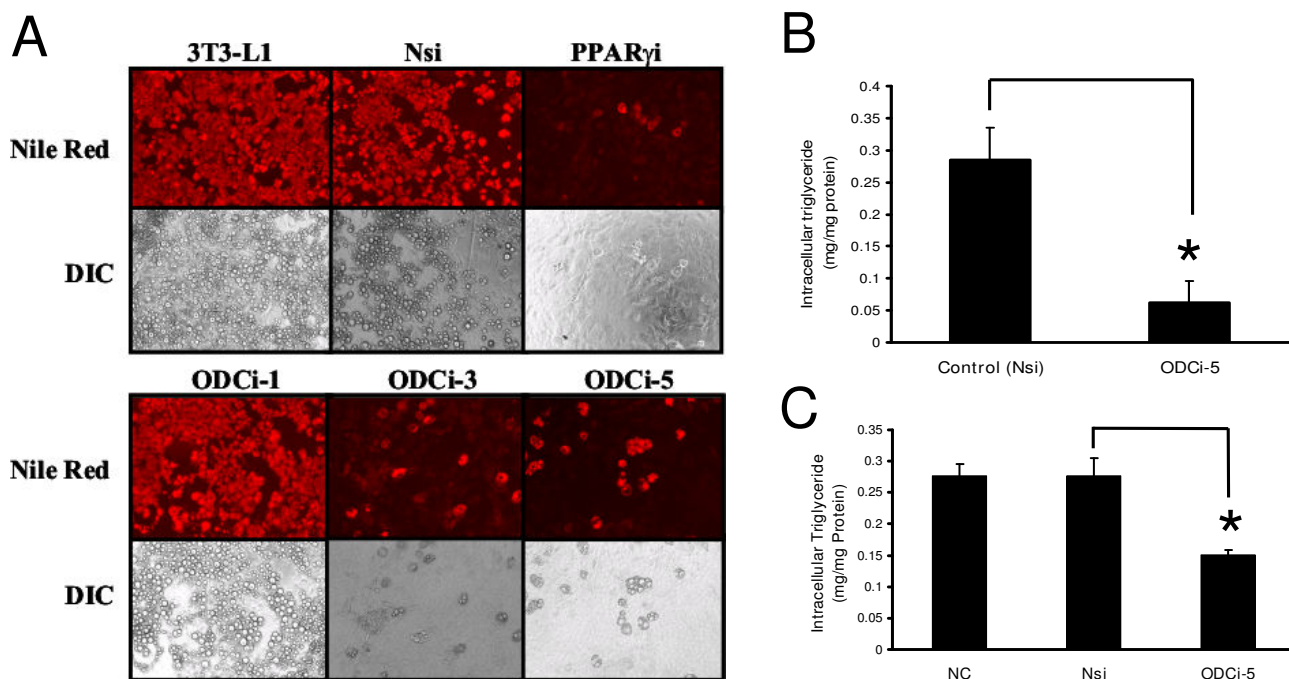 A
3T3-L1 Nsi PPARγi
Nile Red
DIC
ODCi-1 ODCi-3 ODCi-5
Nile Red
DIC
B
Intracellular triglyceride
(mg/mg protein)
0.4
0.35
0.3
0.25
0.2
0.15
0.1
0.05
0
*
Control (Nsi) ODCi-5
C
Intracellular Triglyceride
(mg/mg Protein)
0.35
0.3
0.25
0.2
0.15
0.1
0.05
0
*
NC Nsi ODCi-5